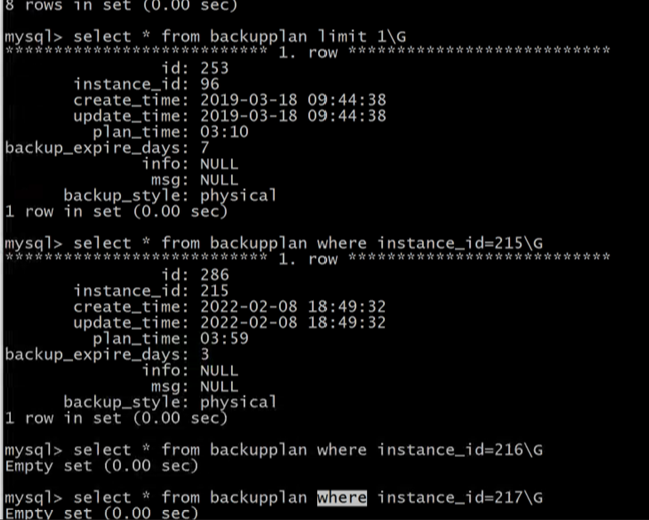 8 rows in set (0.00 sec)
mysql> select * from backupplan limit 1\G
*************************** 1. row ***************************
id: 253
instance_id: 96
create_time: 2019-03-18 09:44:38
update_time: 2019-03-18 09:44:38
plan_time: 03:10
backup_expire_days: 7
info: NULL
msg: NULL
backup_style: physical
1 row in set (0.00 sec)
mysql> select * from backupplan where instance_id=215\G
*************************** 1. row ***************************
id: 286
instance_id: 215
create_time: 2022-02-08 18:49:32
update_time: 2022-02-08 18:49:32
plan_time: 03:59
backup_expire_days: 3
info: NULL
msg: NULL
backup_style: physical
1 row in set (0.00 sec)
mysql> select * from backupplan where instance_id=216\G
Empty set (0.00 sec)
mysql> select * from backupplan where instance_id=217\G
Empty set (0.00 sec)